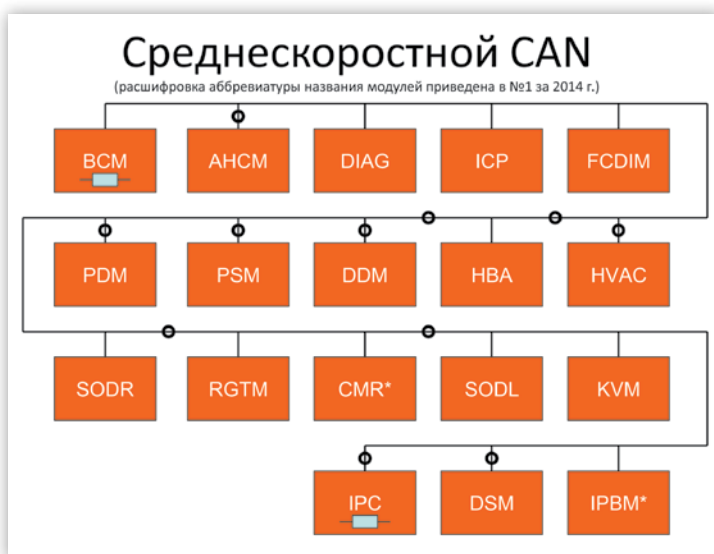 Среднескоростной CAN
(расшифровка аббревиатуры названия модулей приведена в №1 за 2014 г.)
BCM AHCM DIAG ICP FCDIM
PDM PSM DDM HBA HVAC
SODR RGTM CMR* SODL KVM
IPC DSM IPBM*